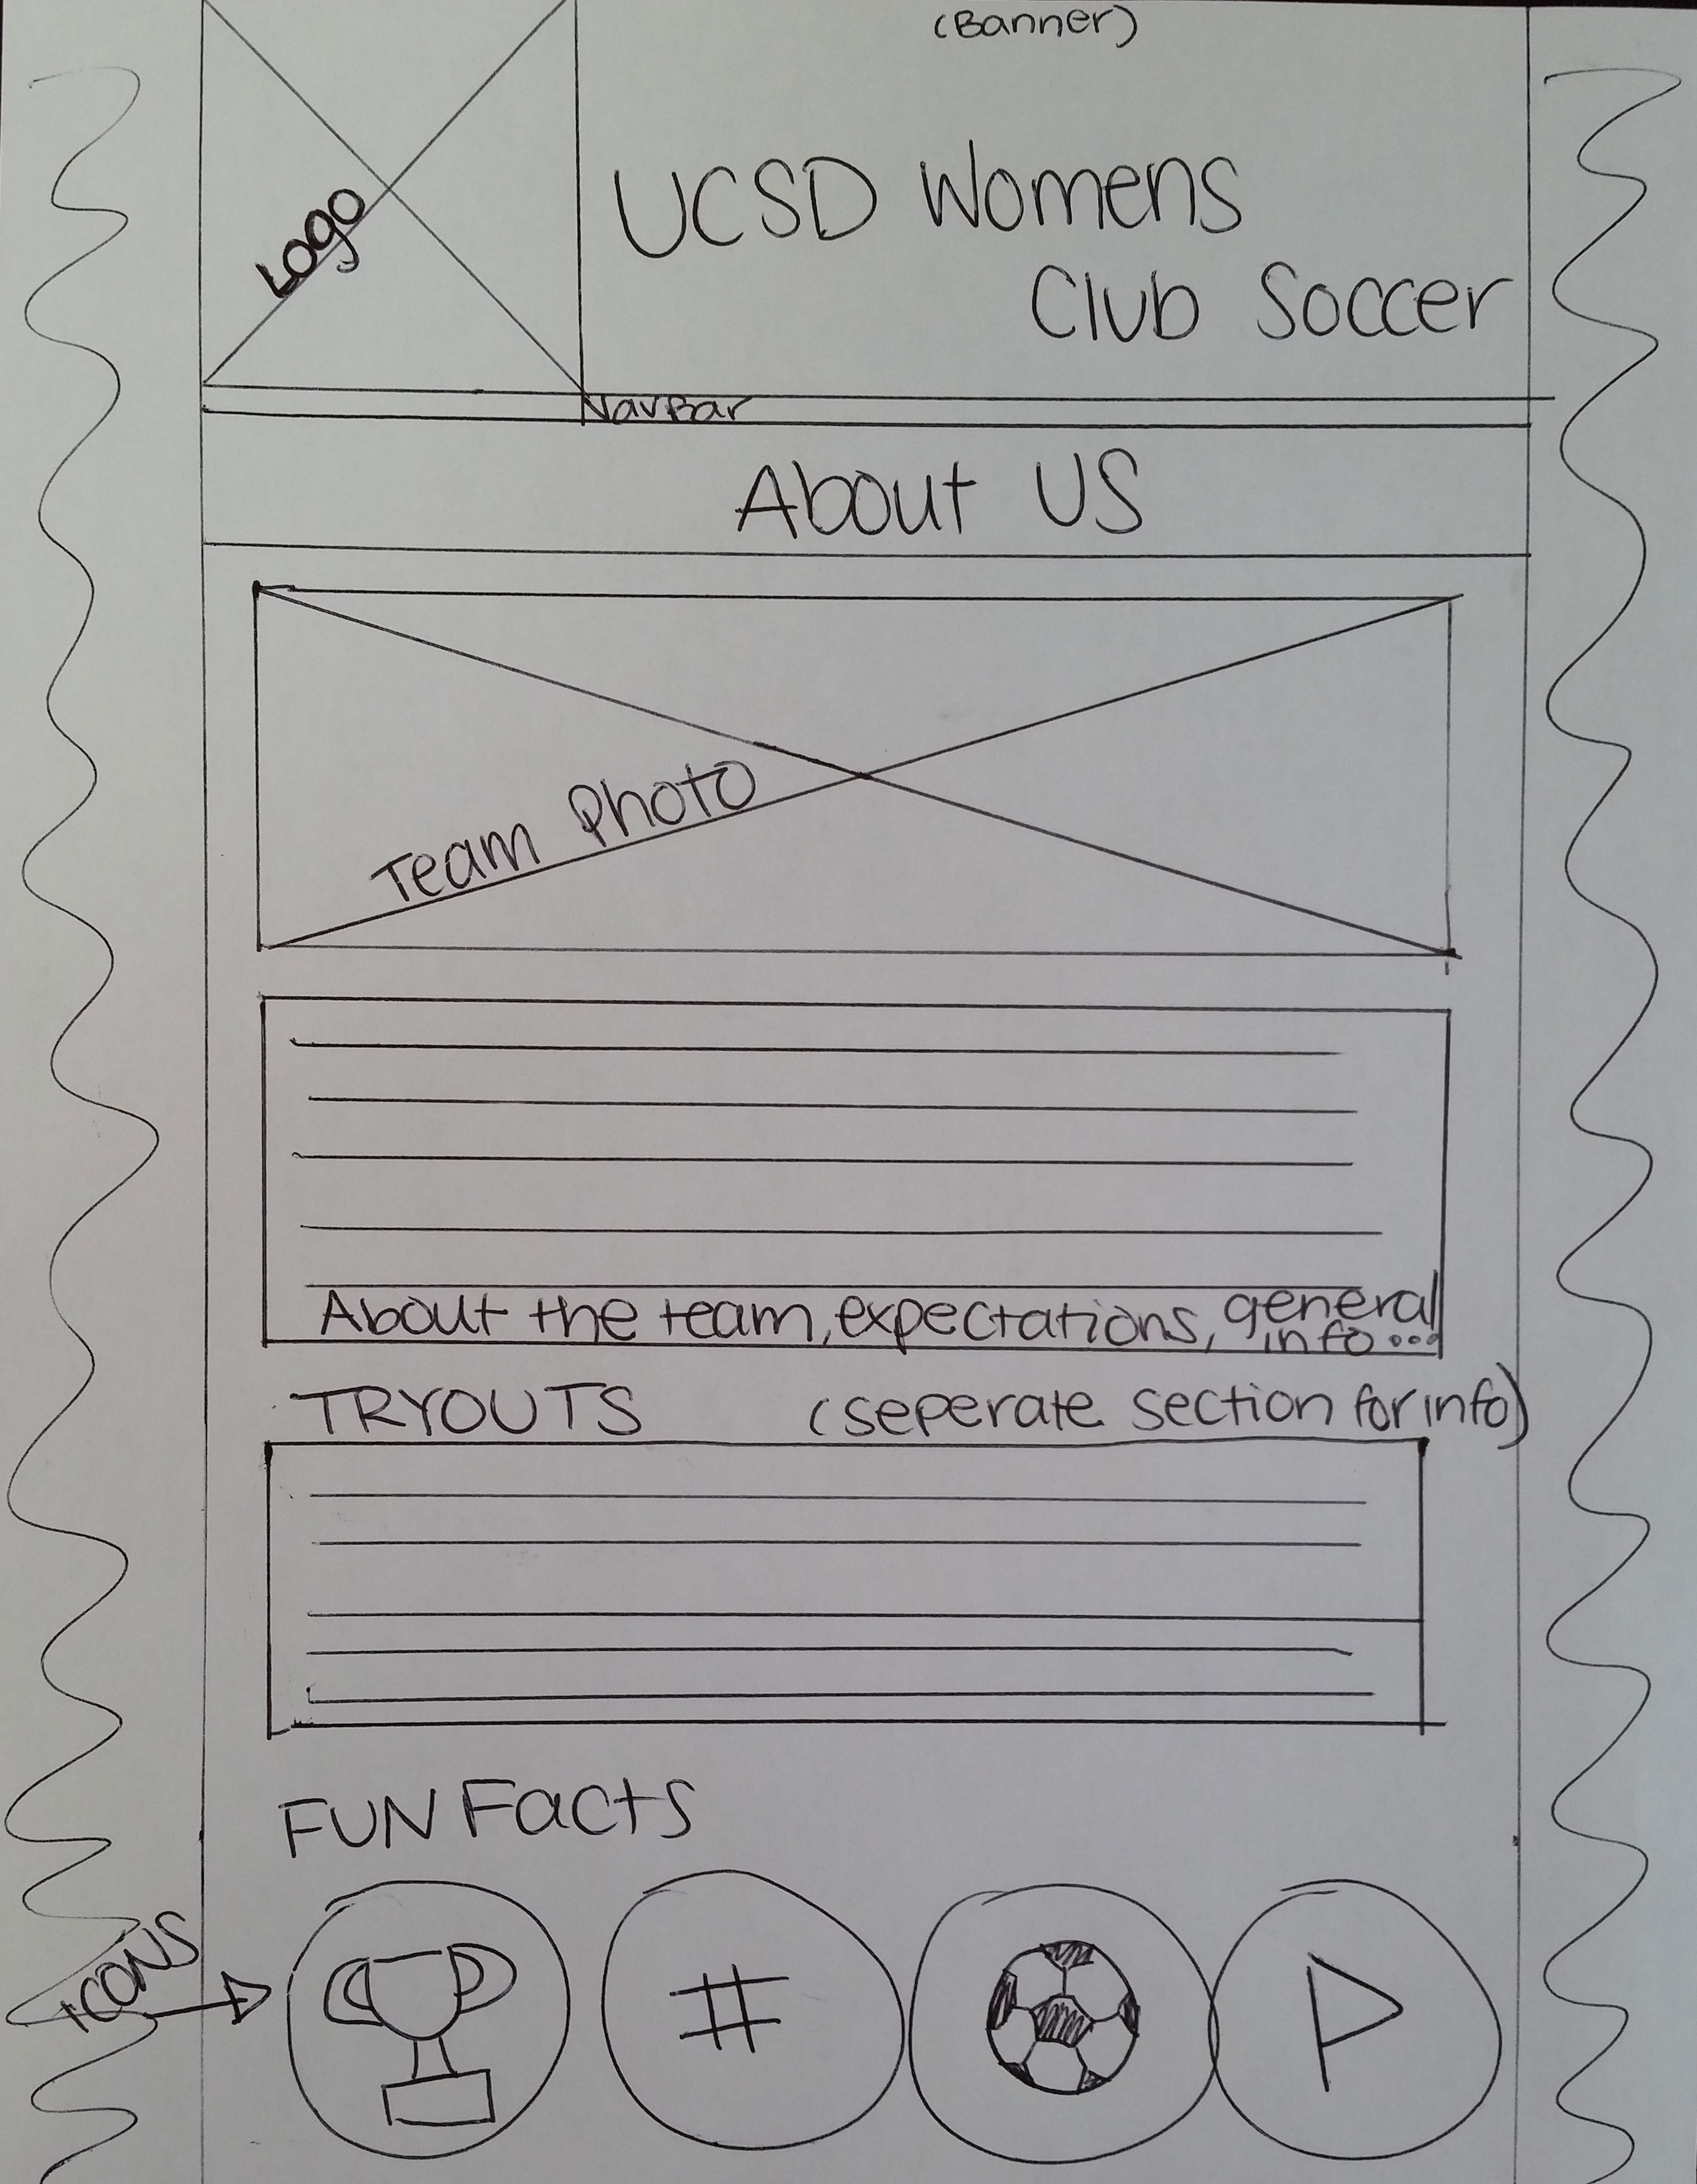 (Banner)
Logo
UCSD Womens
Club Soccer
NavBar
About US
Team Photo
About the team, expectations, general
info...
TRYOUTS (seperate section for info)
FUN Facts
ICONS
#